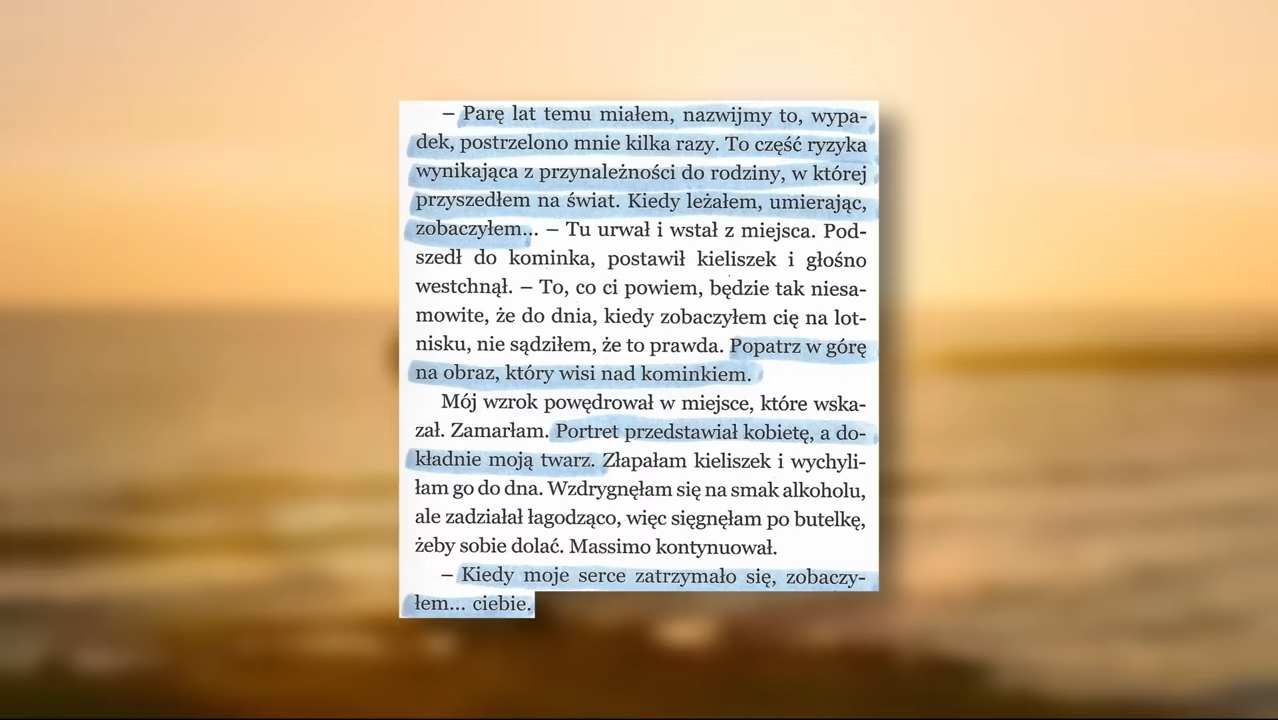 – Parę lat temu miałem, nazwijmy to, wypa-
dek, postrzelono mnie kilka razy. To część ryzyka
wynikająca z przynależności do rodziny, w której
przyszedłem na świat. Kiedy leżałem, umierając,
zobaczyłem... – Tu urwał i wstał z miejsca. Pod-
szedł do kominka, postawił kieliszek i głośno
westchnął. – To, co ci powiem, będzie tak niesa-
mowite, że do dnia, kiedy zobaczyłem cię na lot-
nisku, nie sądziłem, że to prawda. Popatrz w górę
na obraz, który wisi nad kominkiem.
Mój wzrok powędrował w miejsce, które wska-
zał. Zamarłam. Portret przedstawiał kobietę, a do-
kładnie moją twarz. Złapałam kieliszek i wychyli-
łam go do dna. Wzdrygnęłam się na smak alkoholu,
ale zadziałał łagodząco, więc sięgnęłam po butelkę,
żeby sobie dolać. Massimo kontynuował.
– Kiedy moje serce zatrzymało się, zobaczy-
łem... ciebie.